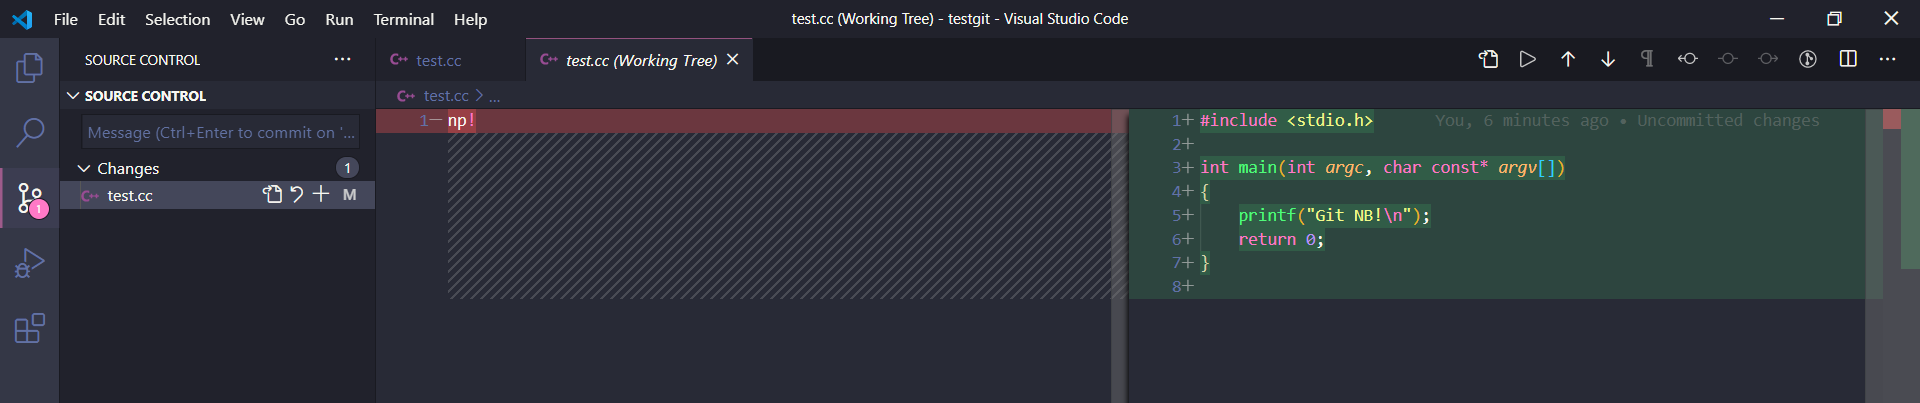 File Edit Selection View Go Run Terminal Help test.cc (Working Tree) - testgit - Visual Studio Code
SOURCE CONTROL ...
test.cc
test.cc (Working Tree)
SOURCE CONTROL
test.cc > ...
Message (Ctrl+Enter to commit on '...
Changes 1
test.cc M
1
1− np!
1+ #include <stdio.h> You, 6 minutes ago • Uncommitted changes
2+
3+ int main(int argc, char const* argv[])
4+ {
5+ printf("Git NB!\n");
6+ return 0;
7+ }
8+